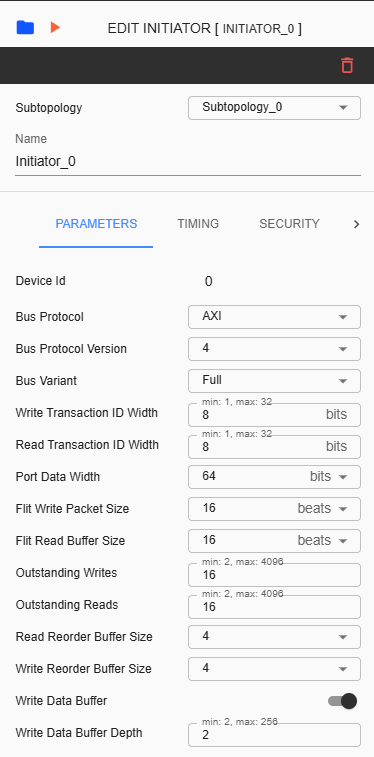 EDIT INITIATOR [ INITIATOR_0 ]
Subtopology Subtopology_0
Name
Initiator_0
PARAMETERS TIMING SECURITY
Device Id 0
Bus Protocol AXI
Bus Protocol Version 4
Bus Variant Full
min: 1, max: 32
Write Transaction ID Width 8 bits
min: 1, max: 32
Read Transaction ID Width 8 bits
Port Data Width 64 bits
Flit Write Packet Size 16 beats
Flit Read Buffer Size 16 beats
min: 2, max: 4096
Outstanding Writes 16
min: 2, max: 4096
Outstanding Reads 16
Read Reorder Buffer Size 4
Write Reorder Buffer Size 4
Write Data Buffer
min: 2, max: 256
Write Data Buffer Depth 2